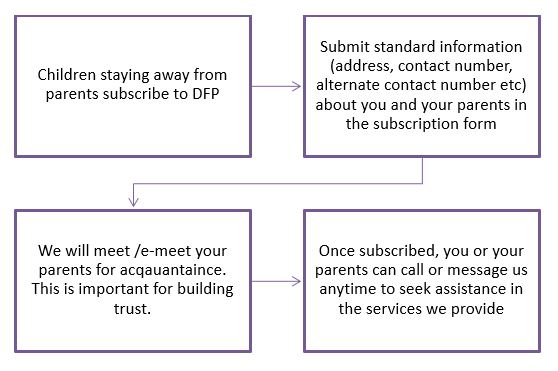 Children staying away from
parents subscribe to DFP
Submit standard information
(address, contact number,
alternate contact number etc)
about you and your parents in
the subscription form
We will meet /e-meet your
parents for acqauantaince.
This is important for building
trust.
Once subscribed, you or your
parents can call or message us
anytime to seek assistance in
the services we provide